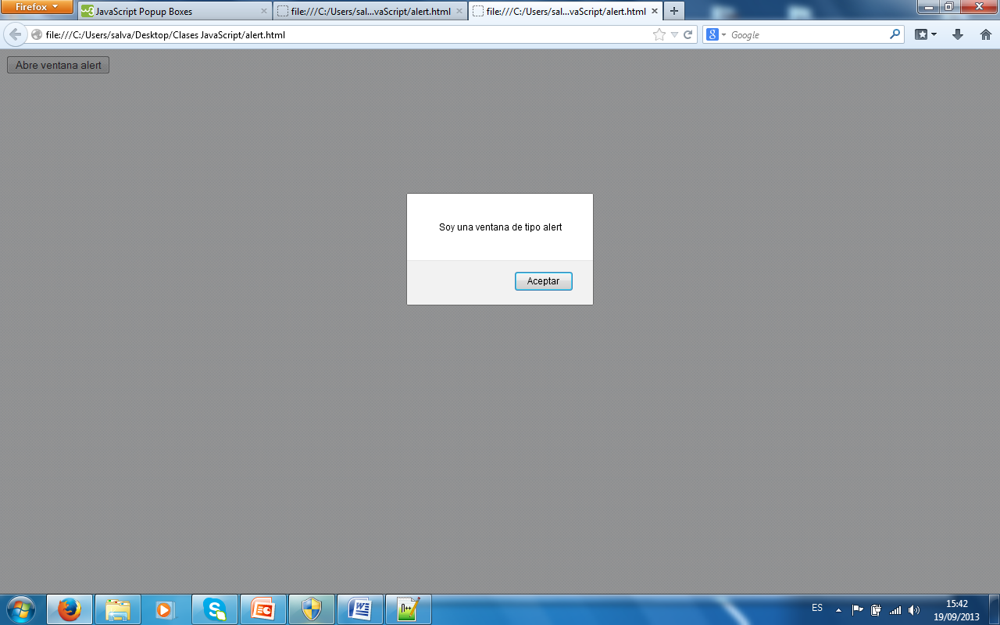 Firefox
w3 JavaScript Popup Boxes
file:///C:/Users/sal...vaScript/alert.html
file:///C:/Users/sal...vaScript/alert.html
file:///C:/Users/salva/Desktop/Clases JavaScript/alert.html
8 Google
Abre ventana alert
Soy una ventana de tipo alert
Aceptar
S
P
W
N++
ES
15:42
19/09/2013